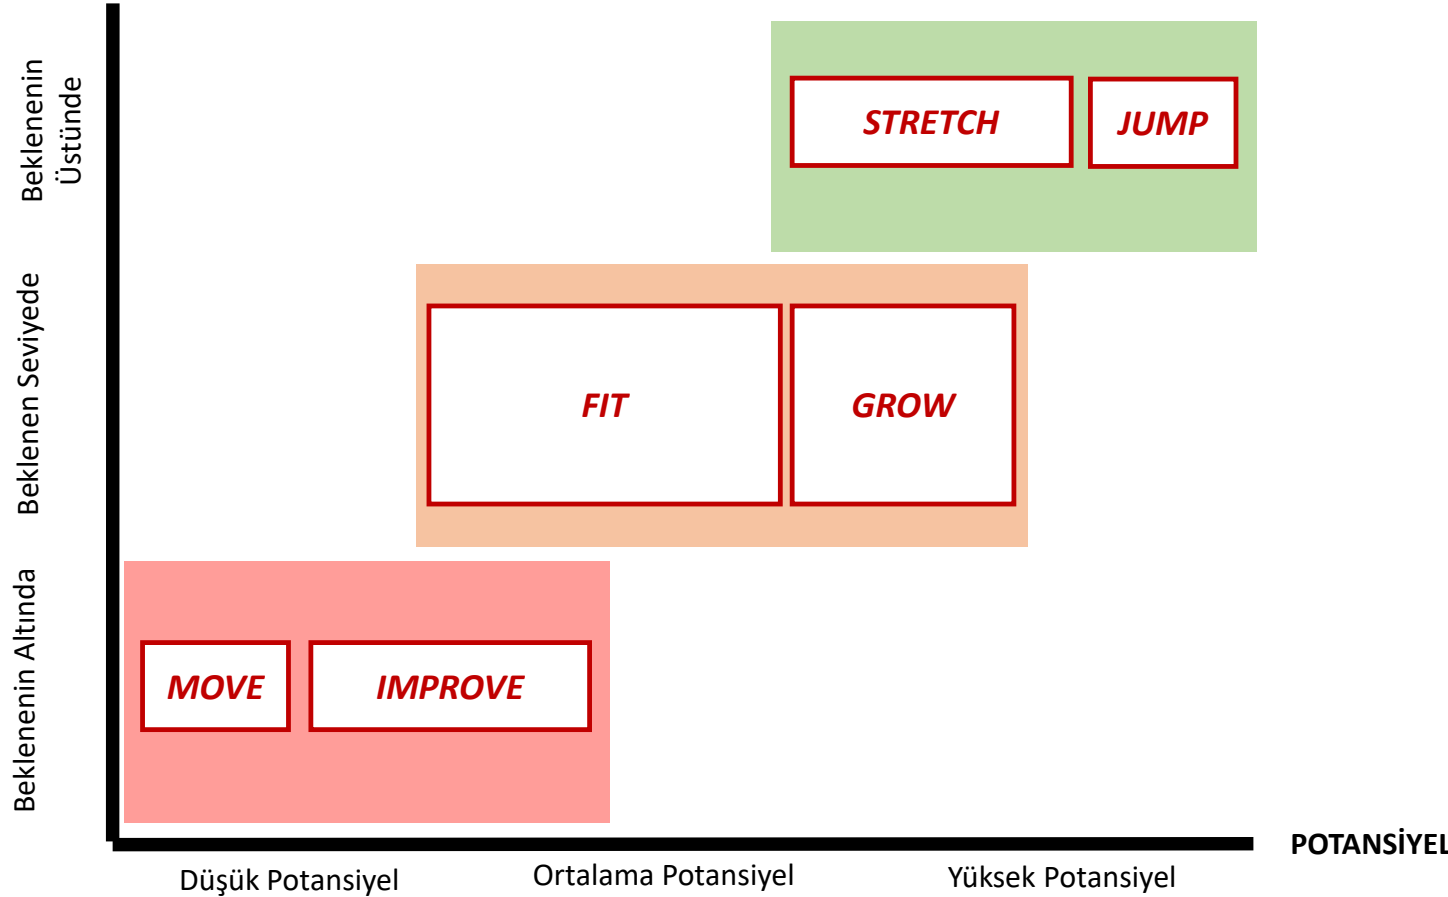 Beklenenin
Üstünde
STRETCH
JUMP
Beklenen Seviyede
FIT
GROW
Beklenenin Altında
MOVE
IMPROVE
POTANSİYEL
Düşük Potansiyel
Ortalama Potansiyel
Yüksek Potansiyel